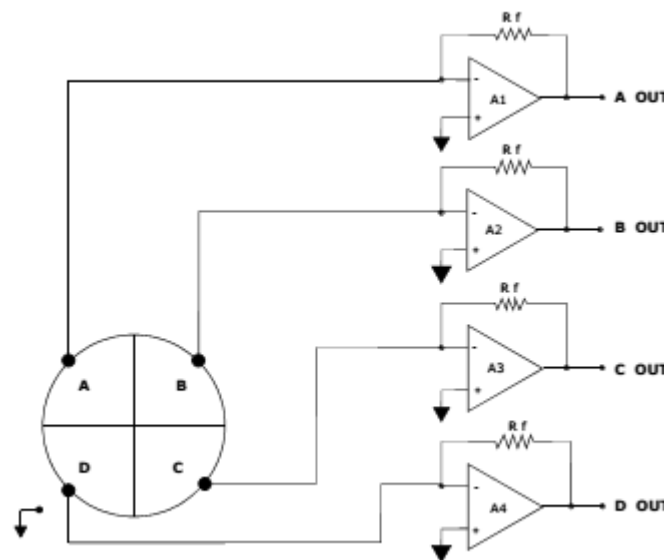 R f
-
A1
+
A OUT
R f
-
A2
+
B OUT
R f
-
A3
+
C OUT
R f
-
A4
+
D OUT
A
B
D
C